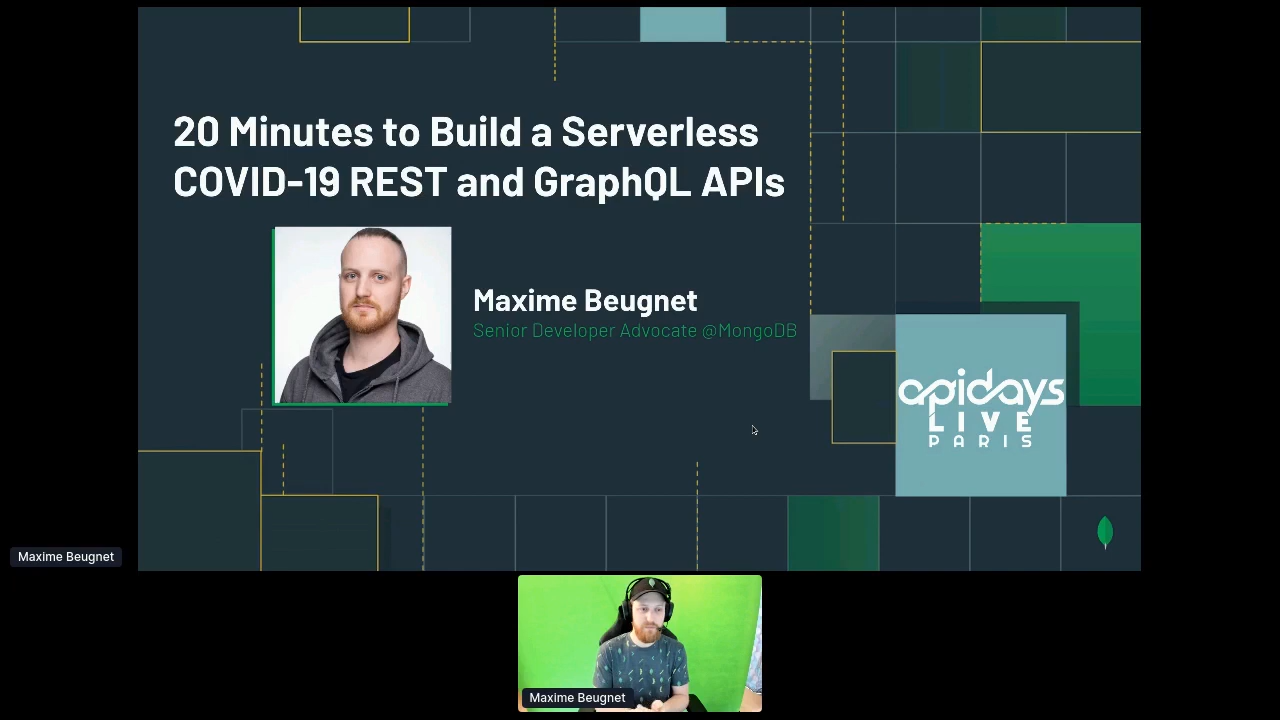 20 Minutes to Build a Serverless
COVID-19 REST and GraphQL APIs
Maxime Beugnet
Senior Developer Advocate @MongoDB
apidays
LIVE
PARIS
Maxime Beugnet
Maxime Beugnet